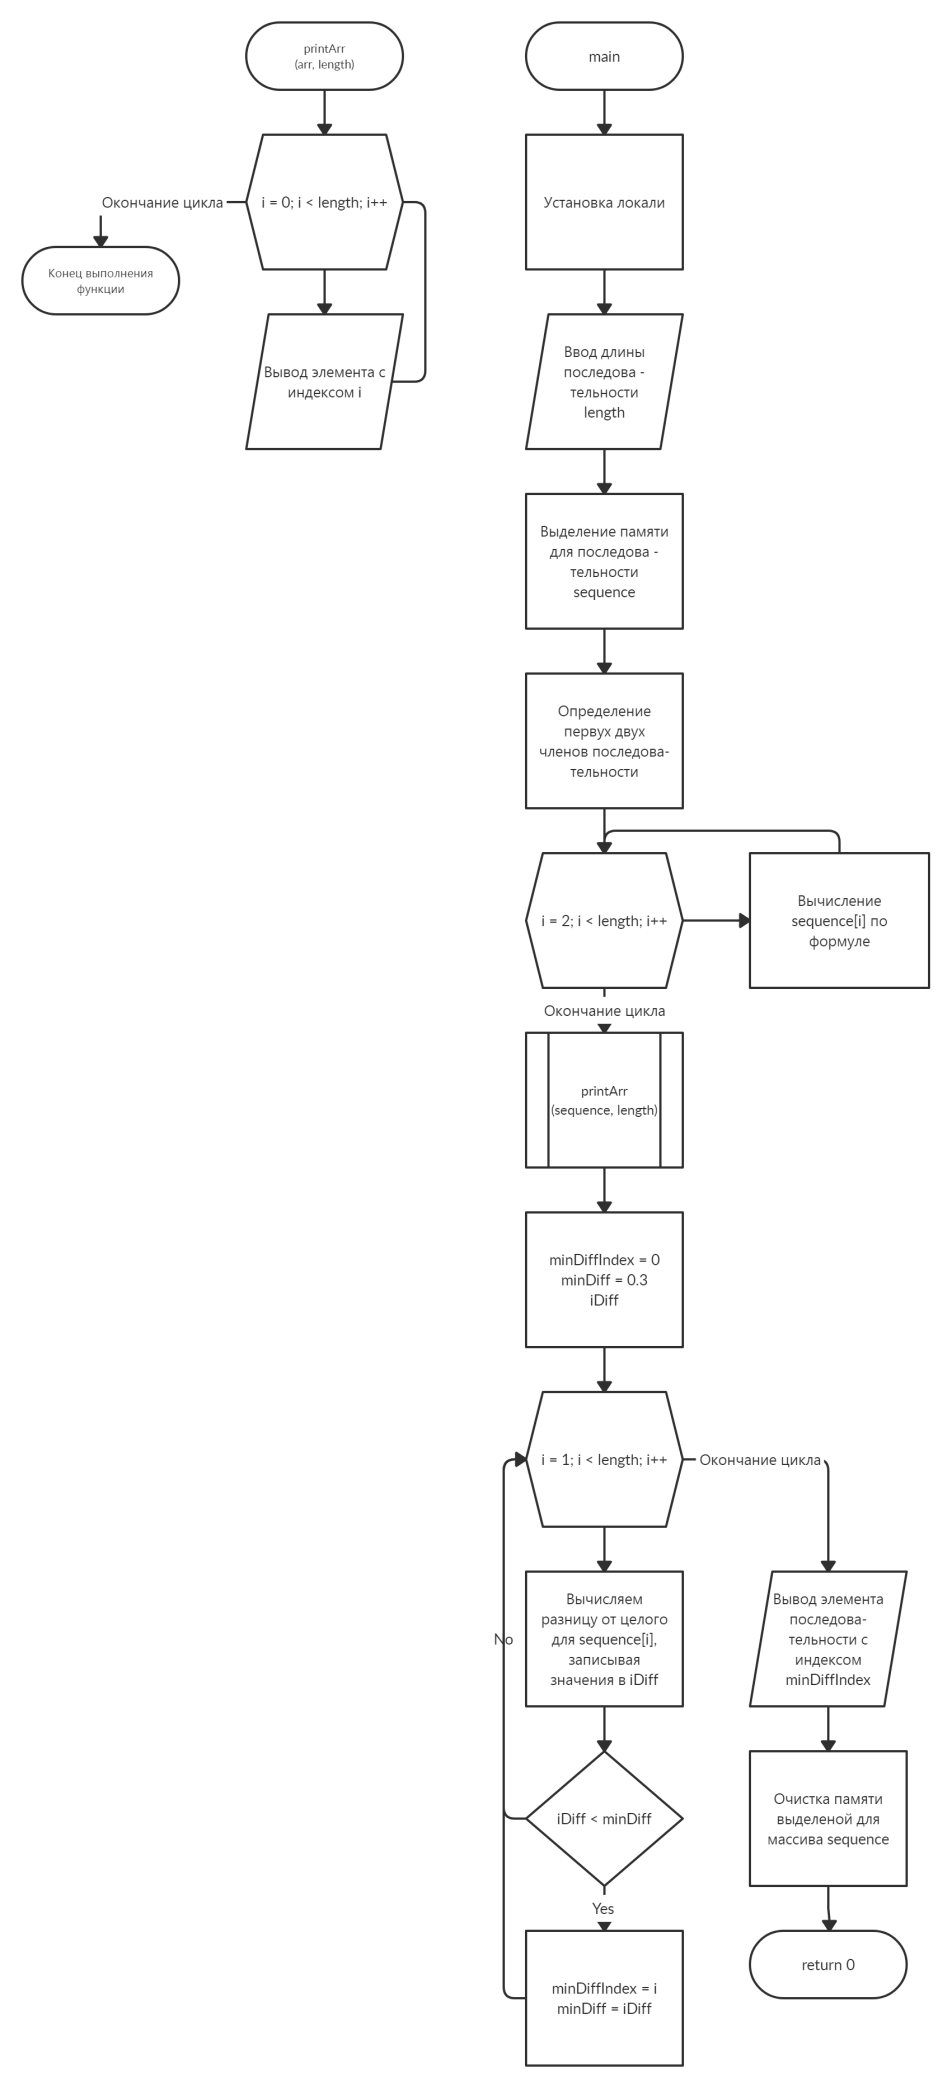 printArr
(arr, length)
i = 0; i < length; i++
Окончание цикла
Конец выполнения
функции
Вывод элемента с
индексом i
main
Установка локали
Ввод длины
последова -
тельности
length
Выделение памяти
для последова -
тельности
sequence
Определение
первух двух
членов последова-
тельности
i = 2; i < length; i++
Вычисление
sequence[i] по
формуле
Окончание цикла
printArr
(sequence, length)
minDiffIndex = 0
minDiff = 0.3
iDiff
i = 1; i < length; i++
Окончание цикла
Вычисляем
разницу от целого
для sequence[i],
записывая
значения в iDiff
No
iDiff < minDiff
Yes
minDiffIndex = i
minDiff = iDiff
Вывод элемента
последова-
тельности с
индексом
minDiffIndex
Очистка памяти
выделеной для
массива sequence
return 0